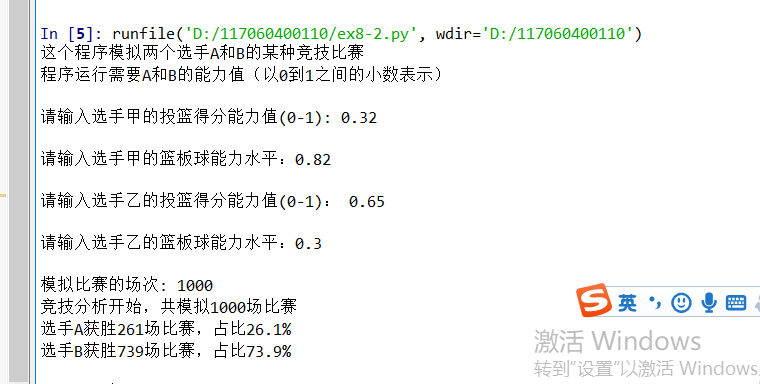 In [5]: runfile('D:/117060400110/ex8-2.py', wdir='D:/117060400110')
这个程序模拟两个选手A和B的某种竞技比赛
程序运行需要A和B的能力值（以0到1之间的小数表示）
请输入选手甲的投篮得分能力值(0-1): 0.32
请输入选手甲的篮板球能力水平：0.82
请输入选手乙的投篮得分能力值(0-1)： 0.65
请输入选手乙的篮板球能力水平：0.3
模拟比赛的场次: 1000
竞技分析开始，共模拟1000场比赛
选手A获胜261场比赛，占比26.1%
选手B获胜739场比赛，占比73.9%
S 英
激活 Windows
转到"设置"以激活 Windows